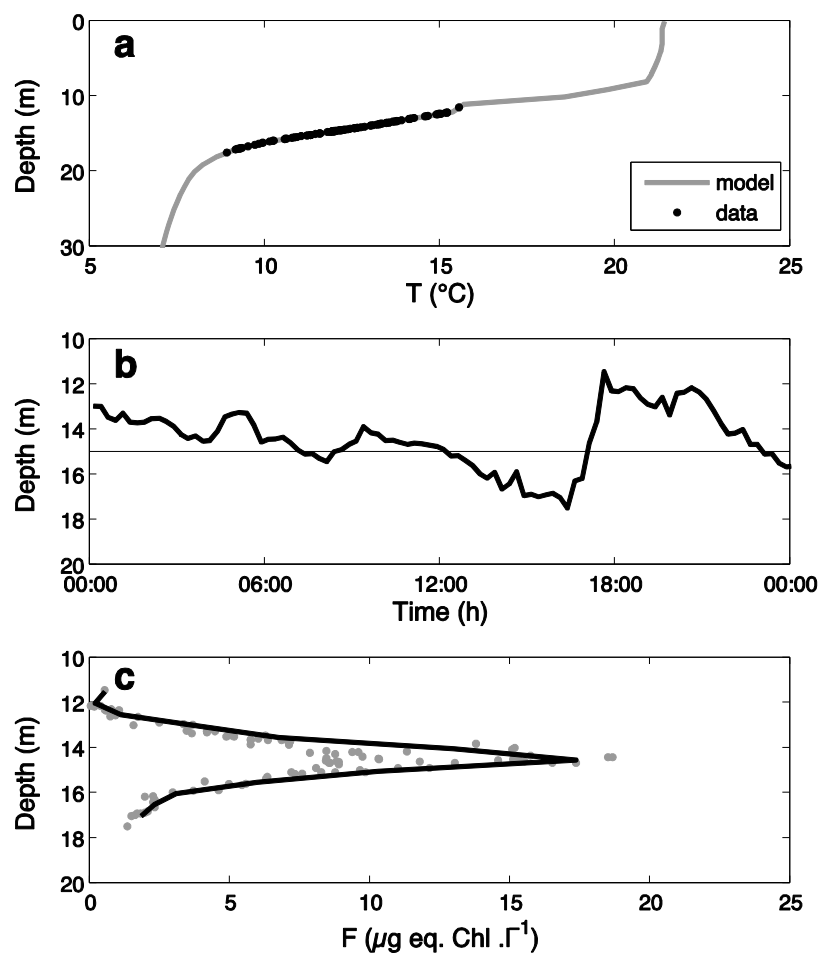 a
0
10
20
30
Depth (m)
model
data
5 10 15 20 25
T (°C)
b
10
12
14
16
18
20
Depth (m)
00:00 06:00 12:00 18:00 00:00
Time (h)
c
10
12
14
16
18
20
Depth (m)
0 5 10 15 20 25
F (µg eq. Chl .Γ¹)